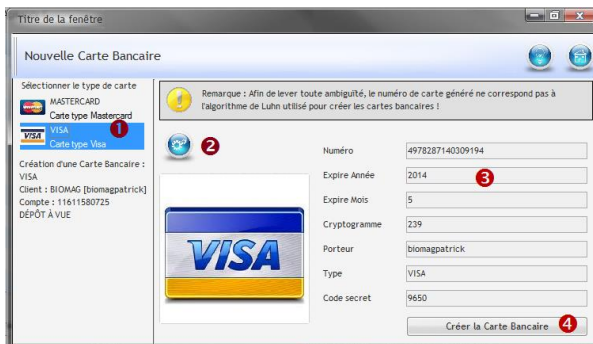 Titre de la fenêtre
Nouvelle Carte Bancaire
Sélectionner le type de carte
MASTERCARD
Carte type Mastercard
VISA
VISA
Carte type Visa
1
Création d'une Carte Bancaire :
VISA
Client : BIOMAG [biomagpatrick]
Compte : 11611580725
DÉPÔT À VUE
Remarque : Afin de lever toute ambiguïté, le numéro de carte généré ne correspond pas à
l'algorithme de Luhn utilisé pour créer les cartes bancaires !
2
VISA
Numéro 4978287140309194
Expire Année 2014
3
Expire Mois 5
Cryptogramme 239
Porteur biomagpatrick
Type VISA
Code secret 9650
Créer la Carte Bancaire 4